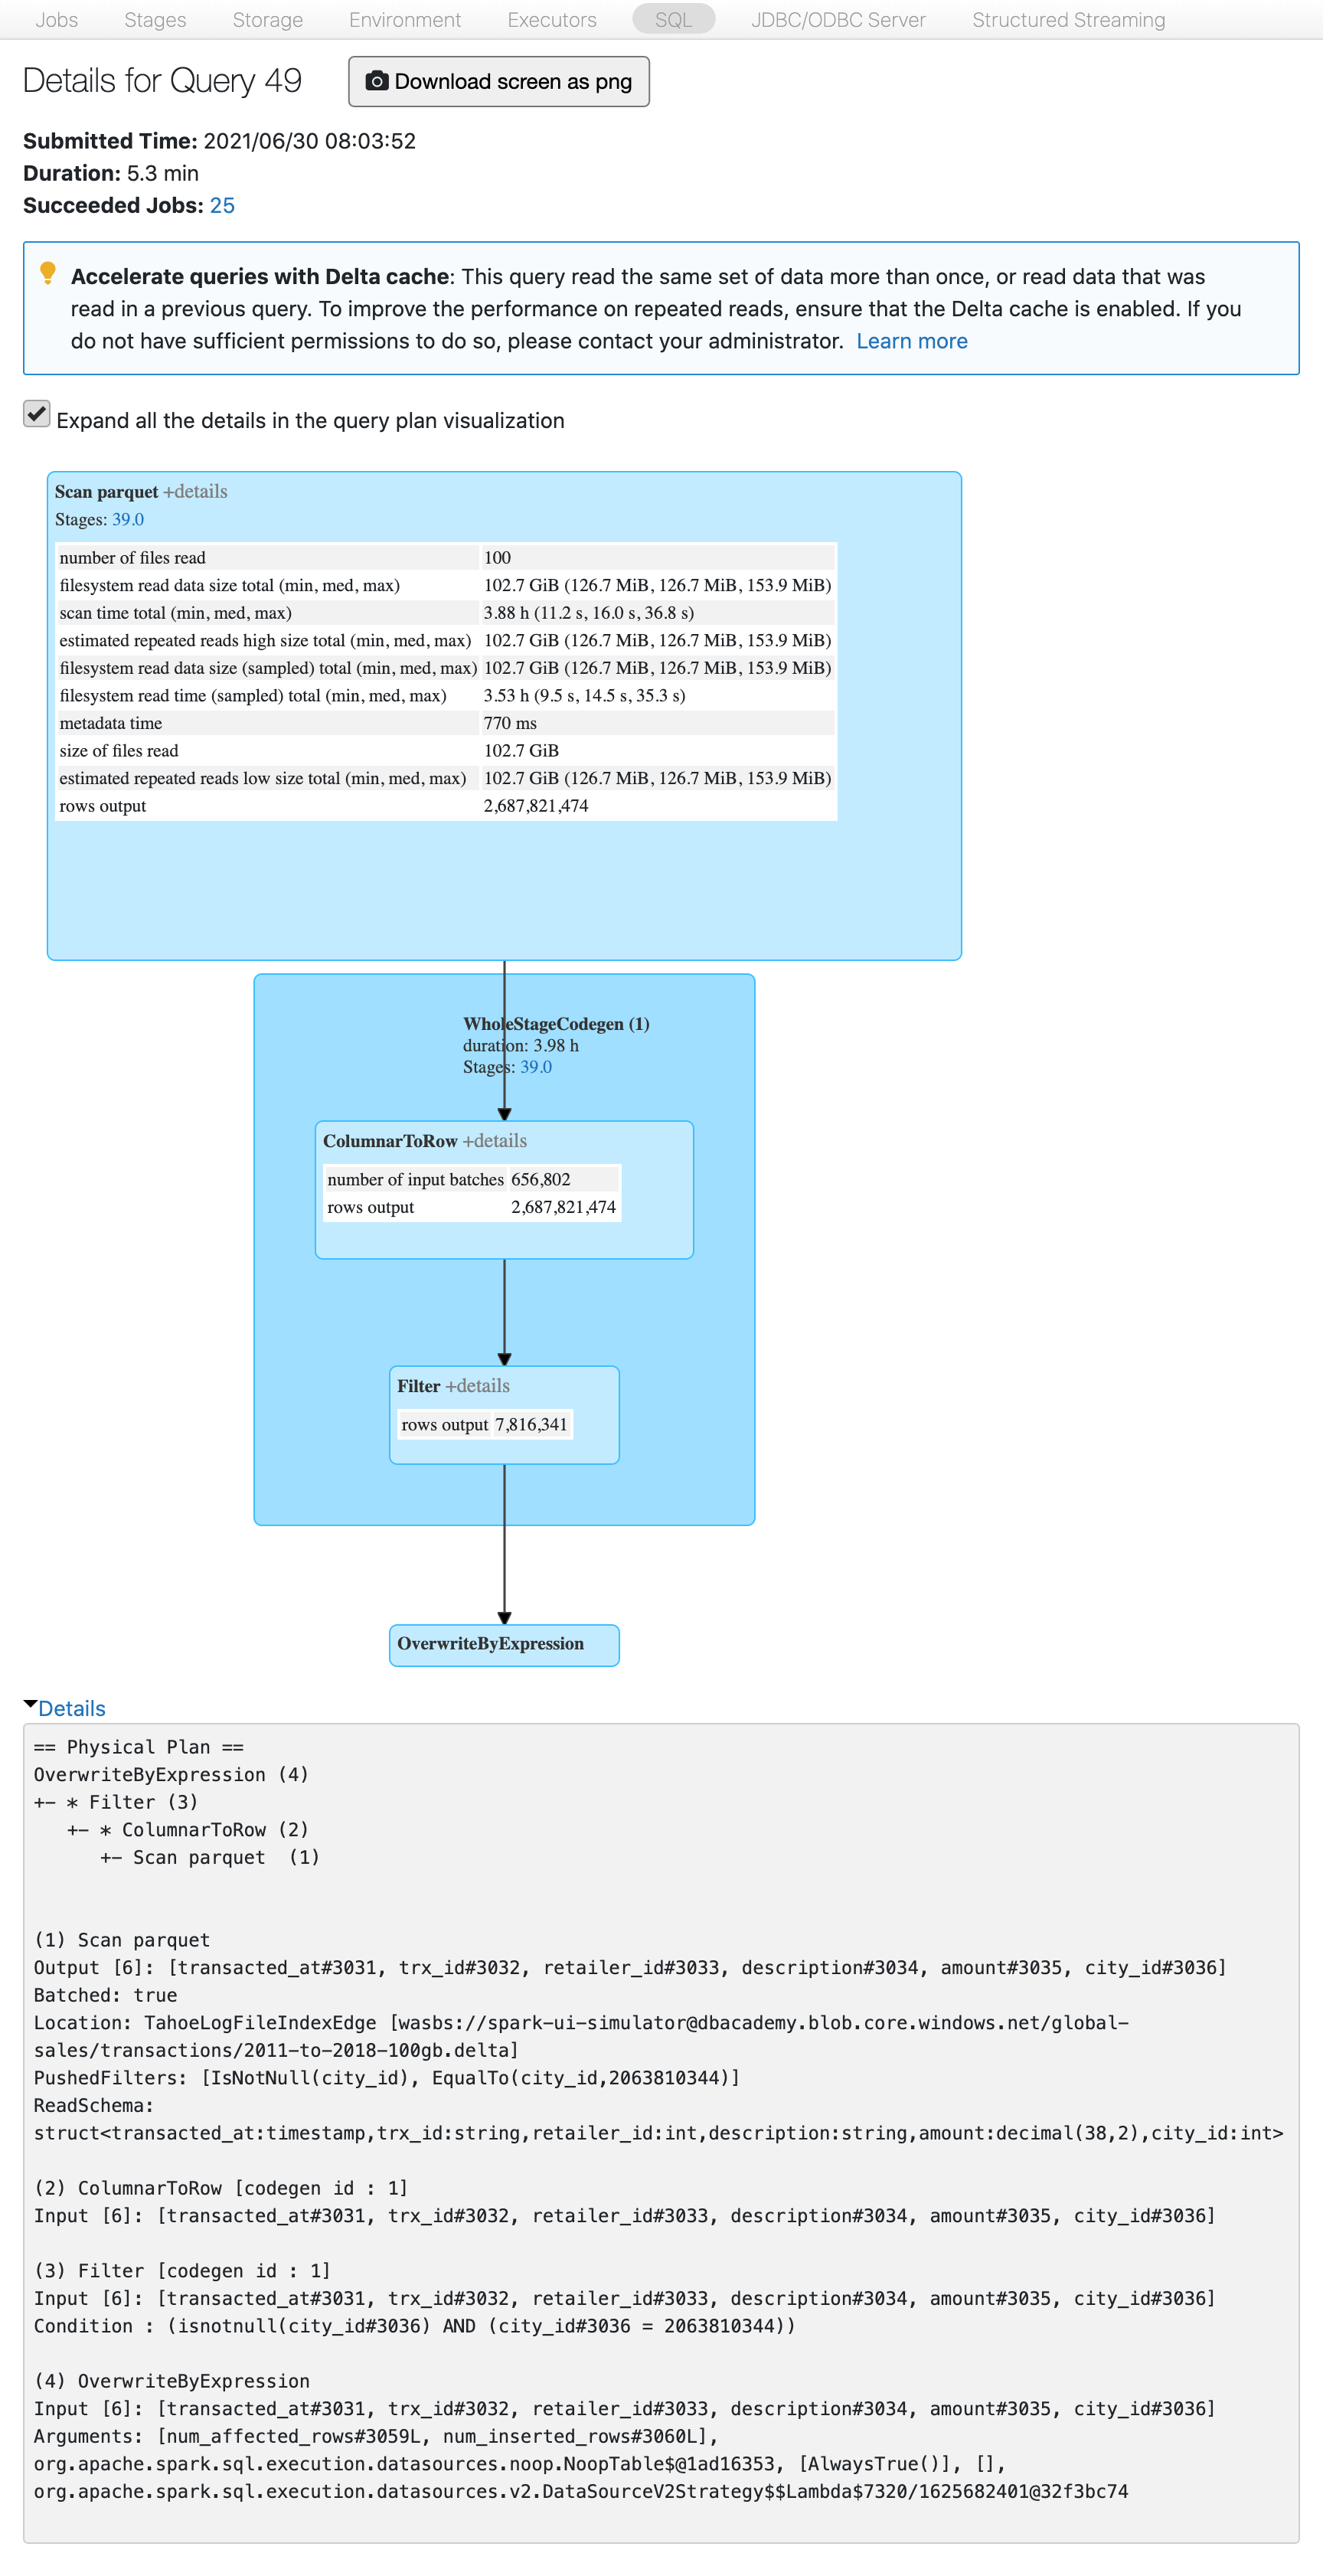 Jobs Stages Storage Environment Executors SQL JDBC/ODBC Server Structured Streaming
Details for Query 49 Download screen as png
Submitted Time: 2021/06/30 08:03:52
Duration: 5.3 min
Succeeded Jobs: 25
Accelerate queries with Delta cache: This query read the same set of data more than once, or read data that was
read in a previous query. To improve the performance on repeated reads, ensure that the Delta cache is enabled. If you
do not have sufficient permissions to do so, please contact your administrator. Learn more
Expand all the details in the query plan visualization
Scan parquet +details
Stages: 39.0
number of files read 100
filesystem read data size total (min, med, max) 102.7 GiB (126.7 MiB, 126.7 MiB, 153.9 MiB)
scan time total (min, med, max) 3.88 h (11.2 s, 16.0 s, 36.8 s)
estimated repeated reads high size total (min, med, max) 102.7 GiB (126.7 MiB, 126.7 MiB, 153.9 MiB)
filesystem read data size (sampled) total (min, med, max) 102.7 GiB (126.7 MiB, 126.7 MiB, 153.9 MiB)
filesystem read time (sampled) total (min, med, max) 3.53 h (9.5 s, 14.5 s, 35.3 s)
metadata time 770 ms
size of files read 102.7 GiB
estimated repeated reads low size total (min, med, max) 102.7 GiB (126.7 MiB, 126.7 MiB, 153.9 MiB)
rows output 2,687,821,474
WholeStageCodegen (1)
duration: 3.98 h
Stages: 39.0
ColumnarToRow +details
number of input batches 656,802
rows output 2,687,821,474
Filter +details
rows output 7,816,341
OverwriteByExpression
Details
== Physical Plan ==
OverwriteByExpression (4)
+- * Filter (3)
   +- * ColumnarToRow (2)
      +- Scan parquet  (1)
(1) Scan parquet
Output [6]: [transacted_at#3031, trx_id#3032, retailer_id#3033, description#3034, amount#3035, city_id#3036]
Batched: true
Location: TahoeLogFileIndexEdge [wasbs://spark-ui-simulator@dbacademy.blob.core.windows.net/global-
sales/transactions/2011-to-2018-100gb.delta]
PushedFilters: [IsNotNull(city_id), EqualTo(city_id,2063810344)]
ReadSchema:
struct<transacted_at:timestamp,trx_id:string,retailer_id:int,description:string,amount:decimal(38,2),city_id:int>
(2) ColumnarToRow [codegen id : 1]
Input [6]: [transacted_at#3031, trx_id#3032, retailer_id#3033, description#3034, amount#3035, city_id#3036]
(3) Filter [codegen id : 1]
Input [6]: [transacted_at#3031, trx_id#3032, retailer_id#3033, description#3034, amount#3035, city_id#3036]
Condition : (isnotnull(city_id#3036) AND (city_id#3036 = 2063810344))
(4) OverwriteByExpression
Input [6]: [transacted_at#3031, trx_id#3032, retailer_id#3033, description#3034, amount#3035, city_id#3036]
Arguments: [num_affected_rows#3059L, num_inserted_rows#3060L],
org.apache.spark.sql.execution.datasources.noop.NoopTable$@1ad16353, [AlwaysTrue()], [],
org.apache.spark.sql.execution.datasources.v2.DataSourceV2Strategy$$Lambda$7320/1625682401@32f3bc74